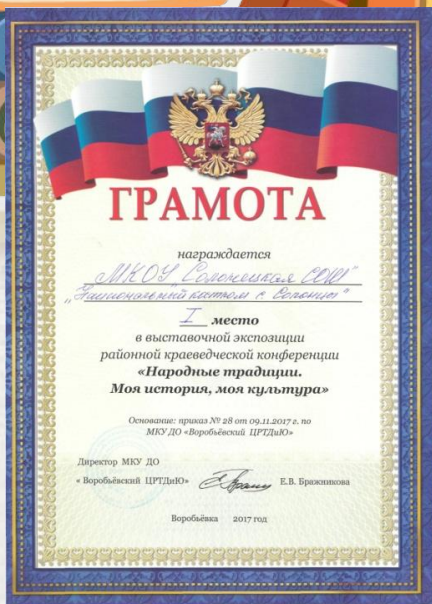 ГРАМОТА
награждается
МКОУ "Солонецкая СОШ"
„Национальный костюм с. Солонцы"
I место
в выставочной экспозиции
районной краеведческой конференции
«Народные традиции.
Моя история, моя культура»
Основание: приказ № 28 от 09.11.2017 г. по
МКУ ДО «Воробьёвский ЦРТДиЮ»
Директор МКУ ДО
« Воробьёвский ЦРТДиЮ» Е.В. Бражникова
Воробьёвка 2017 год